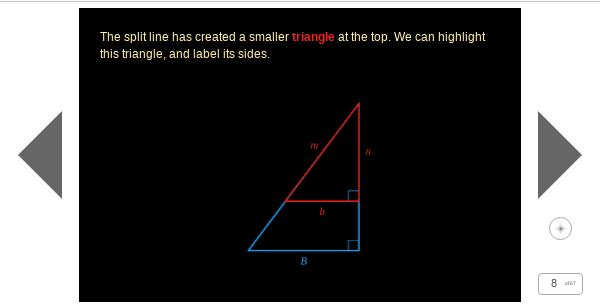 The split line has created a smaller triangle at the top. We can highlight
this triangle, and label its sides.
m
n
b
B
8 of 67